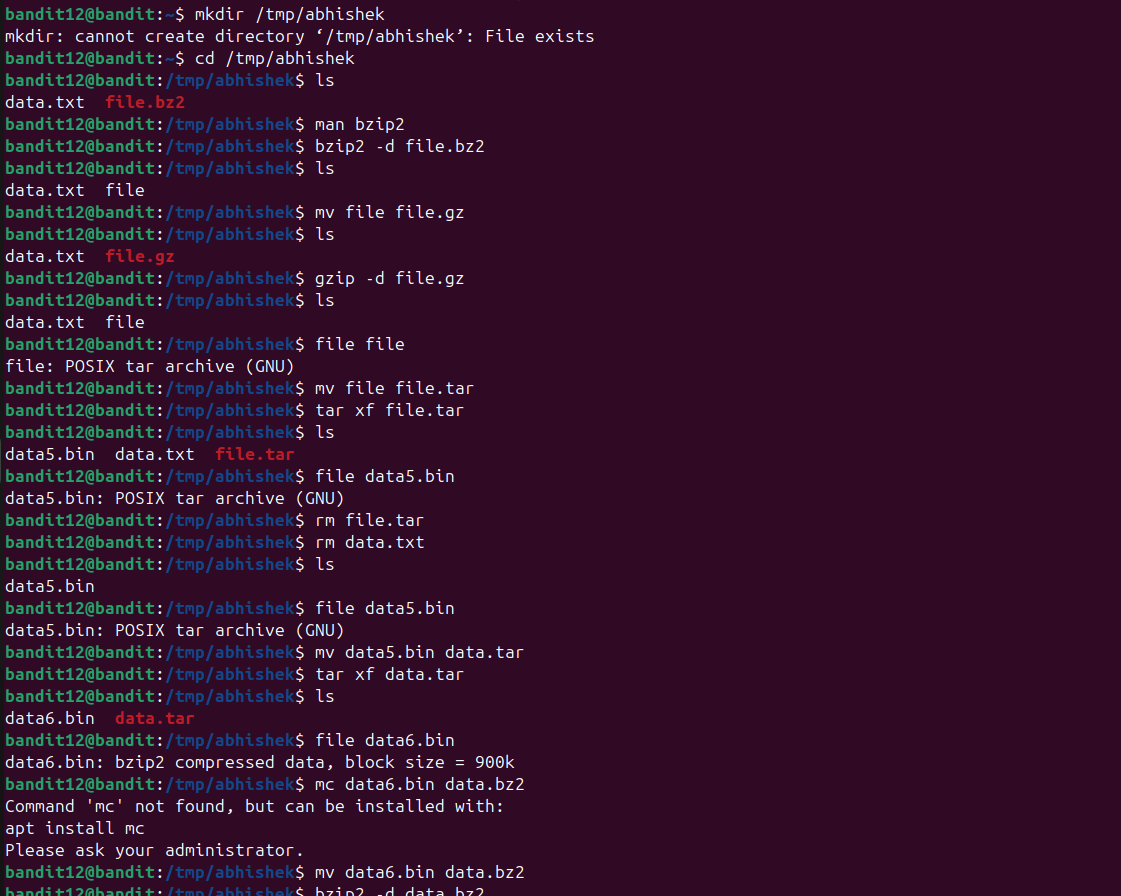 bandit12@bandit:~$ mkdir /tmp/abhishek
mkdir: cannot create directory ‘/tmp/abhishek’: File exists
bandit12@bandit:~$ cd /tmp/abhishek
bandit12@bandit:/tmp/abhishek$ ls
data.txt  file.bz2
bandit12@bandit:/tmp/abhishek$ man bzip2
bandit12@bandit:/tmp/abhishek$ bzip2 -d file.bz2
bandit12@bandit:/tmp/abhishek$ ls
data.txt  file
bandit12@bandit:/tmp/abhishek$ mv file file.gz
bandit12@bandit:/tmp/abhishek$ ls
data.txt  file.gz
bandit12@bandit:/tmp/abhishek$ gzip -d file.gz
bandit12@bandit:/tmp/abhishek$ ls
data.txt  file
bandit12@bandit:/tmp/abhishek$ file file
file: POSIX tar archive (GNU)
bandit12@bandit:/tmp/abhishek$ mv file file.tar
bandit12@bandit:/tmp/abhishek$ tar xf file.tar
bandit12@bandit:/tmp/abhishek$ ls
data5.bin  data.txt  file.tar
bandit12@bandit:/tmp/abhishek$ file data5.bin
data5.bin: POSIX tar archive (GNU)
bandit12@bandit:/tmp/abhishek$ rm file.tar
bandit12@bandit:/tmp/abhishek$ rm data.txt
bandit12@bandit:/tmp/abhishek$ ls
data5.bin
bandit12@bandit:/tmp/abhishek$ file data5.bin
data5.bin: POSIX tar archive (GNU)
bandit12@bandit:/tmp/abhishek$ mv data5.bin data.tar
bandit12@bandit:/tmp/abhishek$ tar xf data.tar
bandit12@bandit:/tmp/abhishek$ ls
data6.bin  data.tar
bandit12@bandit:/tmp/abhishek$ file data6.bin
data6.bin: bzip2 compressed data, block size = 900k
bandit12@bandit:/tmp/abhishek$ mc data6.bin data.bz2
Command 'mc' not found, but can be installed with:
apt install mc
Please ask your administrator.
bandit12@bandit:/tmp/abhishek$ mv data6.bin data.bz2
bandit12@bandit:/tmp/abhishek$ bzip2 -d data.bz2